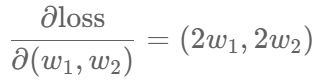 ∂loss/∂(w₁, w₂) = (2w₁, 2w₂)